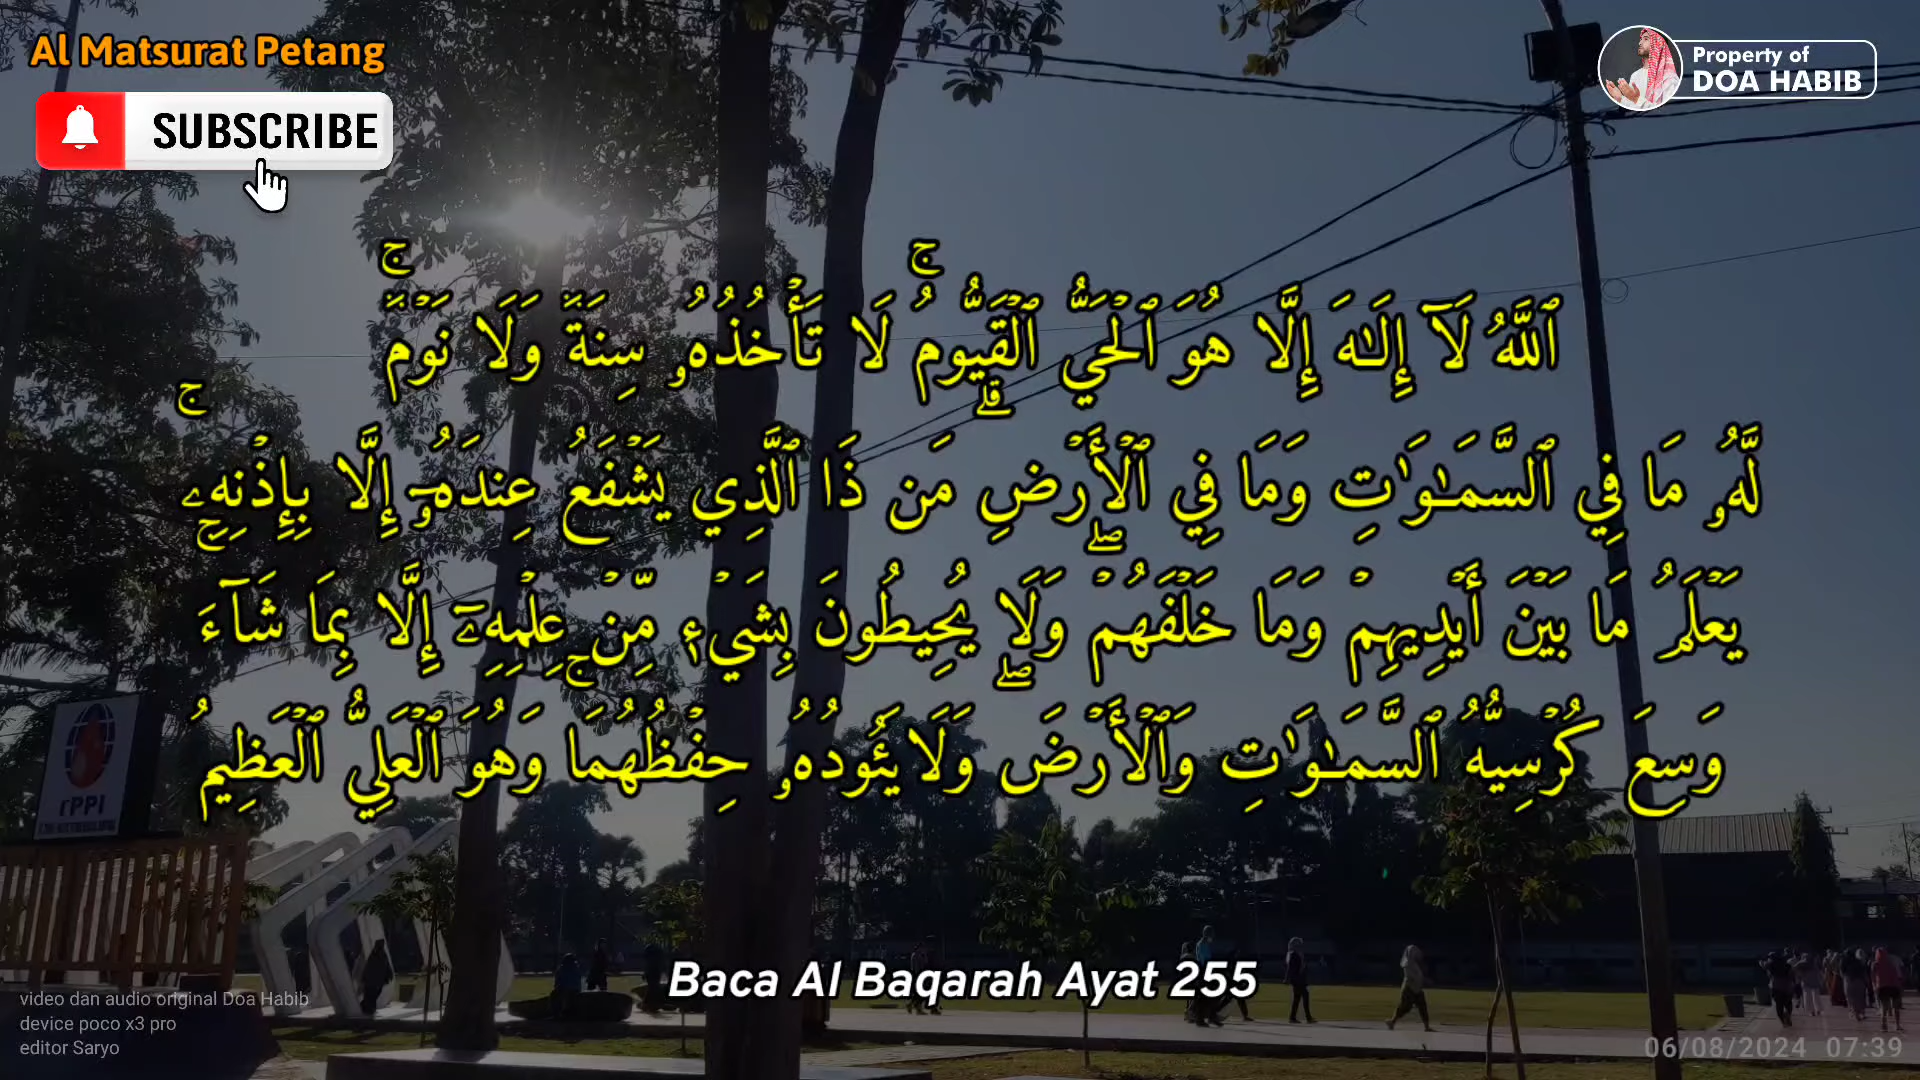 Al Matsurat Petang
SUBSCRIBE
Property of
DOA HABIB
ٱللَّهُ لَآ إِلَـٰهَ إِلَّا هُوَ ٱلْحَيُّ ٱلْقَيُّومُ ۚ لَا تَأْخُذُهُۥ سِنَةٌ وَلَا نَوْمٌ ۚ
لَّهُۥ مَا فِي ٱلسَّمَـٰوَٰتِ وَمَا فِي ٱلْأَرْضِ ۗ مَن ذَا ٱلَّذِي يَشْفَعُ عِندَهُۥٓ إِلَّا بِإِذْنِهِۦ ۚ
يَعْلَمُ مَا بَيْنَ أَيْدِيهِمْ وَمَا خَلْفَهُمْ ۖ وَلَا يُحِيطُونَ بِشَيْءٍ مِّنْ عِلْمِهِۦٓ إِلَّا بِمَا شَآءَ ۚ
وَسِعَ كُرْسِيُّهُ ٱلسَّمَـٰوَٰتِ وَٱلْأَرْضَ ۖ وَلَا يَئُودُهُۥ حِفْظُهُمَا ۚ وَهُوَ ٱلْعَلِيُّ ٱلْعَظِيمُ
rPPI
Baca Al Baqarah Ayat 255
video dan audio original Doa Habib
device poco x3 pro
editor Saryo
06/08/2024 07:39